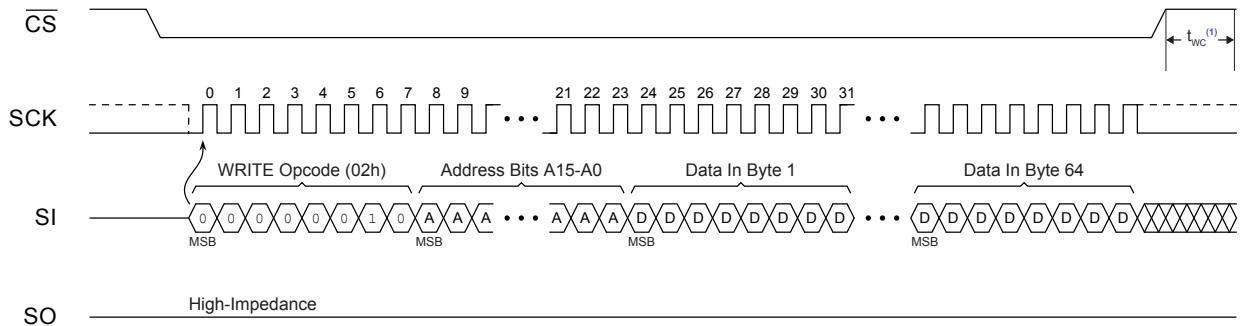 CS
t WC (1)
SCK
0 1 2 3 4 5 6 7 8 9 21 22 23 24 25 26 27 28 29 30 31
WRITE Opcode (02h) Address Bits A15-A0 Data In Byte 1 Data In Byte 64
SI
0 0 0 0 0 0 1 0 A A A A A A D D D D D D D D D D D D D D D D
MSB MSB MSB MSB
High-Impedance
SO